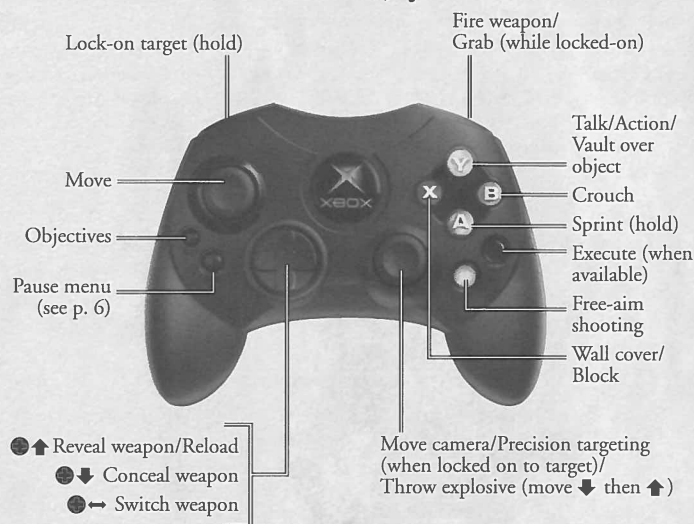 Lock-on target (hold)
Fire weapon/
Grab (while locked-on)
Move
Objectives
Pause menu
(see p. 6)
XBOX
Y
X
B
A
Talk/Action/
Vault over
object
Crouch
Sprint (hold)
Execute (when
available)
Free-aim
shooting
Wall cover/
Block
⬆ Reveal weapon/Reload
⬇ Conceal weapon
↔ Switch weapon
Move camera/Precision targeting
(when locked on to target)/
Throw explosive (move ⬇ then ⬆)